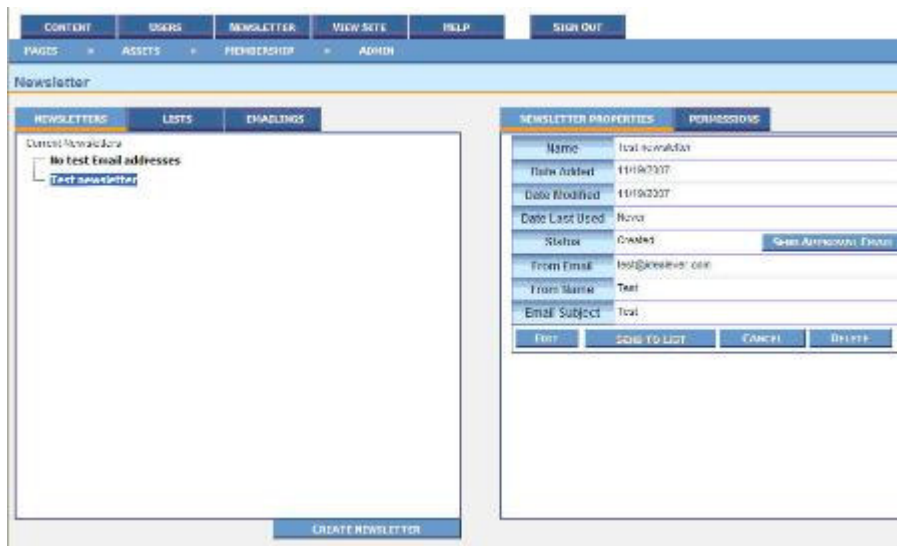 CONTENT USERS NEWSLETTER VIEW SITE HELP SIGN OUT
PAGES ASSETS MEMBERSHIP ADMIN
Newsletter
NEWSLETTERS LISTS EMAILINGS
Current Newsletters
No test Email addresses
Test newsletter
CREATE NEWSLETTER
NEWSLETTER PROPERTIES PERMISSIONS
Name Test newsletter
Date Added 11/19/2007
Date Modified 11/19/2007
Date Last Used Never
Status Created SEND APPROVAL EMAIL
From Email
From Name Test
Email Subject Test
EDIT SEND TO LIST CANCEL DELETE